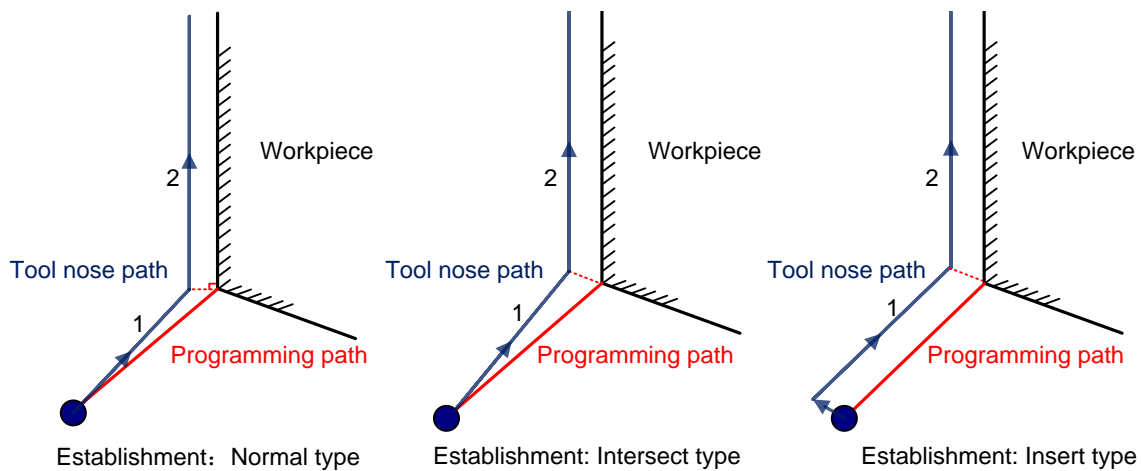 Workpiece
2
Tool nose path
1
Programming path
Establishment：Normal type
Workpiece
2
Tool nose path
1
Programming path
Establishment: Intersect type
Workpiece
2
Tool nose path
1
Programming path
Establishment: Insert type